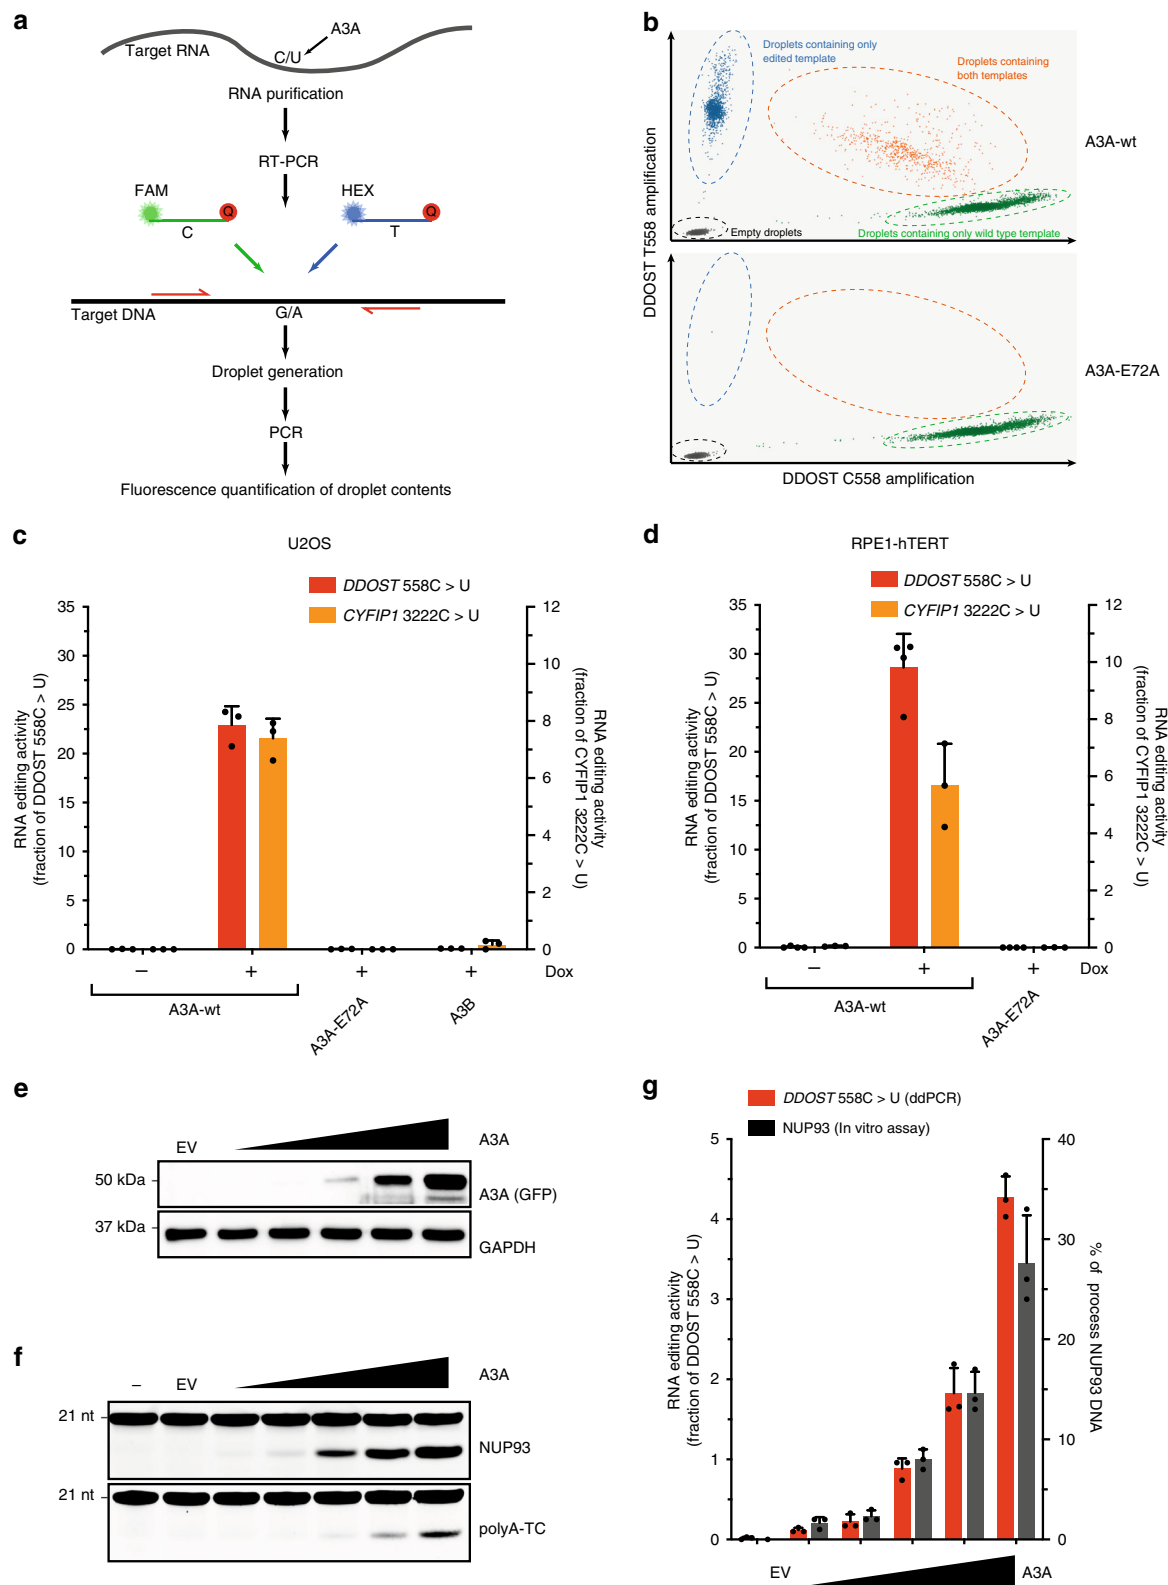 a
A3A
Target RNA
C/U
RNA purification
RT-PCR
FAM
Q
C
HEX
Q
T
Target DNA
G/A
Droplet generation
PCR
Fluorescence quantification of droplet contents
b
Droplets containing only
edited template
Droplets containing
both templates
Empty droplets
Droplets containing only wild type template
A3A-wt
A3A-E72A
DDOST T558 amplification
DDOST C558 amplification
c
U2OS
DDOST 558C > U
CYFIP1 3222C > U
RNA editing activity
(fraction of DDOST 558C > U)
35
30
25
20
15
10
5
0
12
10
8
6
4
2
0
RNA editing activity
(fraction of CYFIP1 3222C > U)
– + + + Dox
A3A-wt
A3A-E72A
A3B
d
RPE1-hTERT
DDOST 558C > U
CYFIP1 3222C > U
RNA editing activity
(fraction of DDOST 558C > U)
35
30
25
20
15
10
5
0
12
10
8
6
4
2
0
RNA editing activity
(fraction of CYFIP1 3222C > U)
– + + Dox
A3A-wt
A3A-E72A
e
EV
A3A
50 kDa
A3A (GFP)
37 kDa
GAPDH
f
– EV
A3A
21 nt
NUP93
21 nt
polyA-TC
g
DDOST 558C > U (ddPCR)
NUP93 (In vitro assay)
RNA editing activity
(fraction of DDOST 558C > U)
5
4
3
2
1
0
40
30
20
10
0
% of process NUP93 DNA
EV
A3A